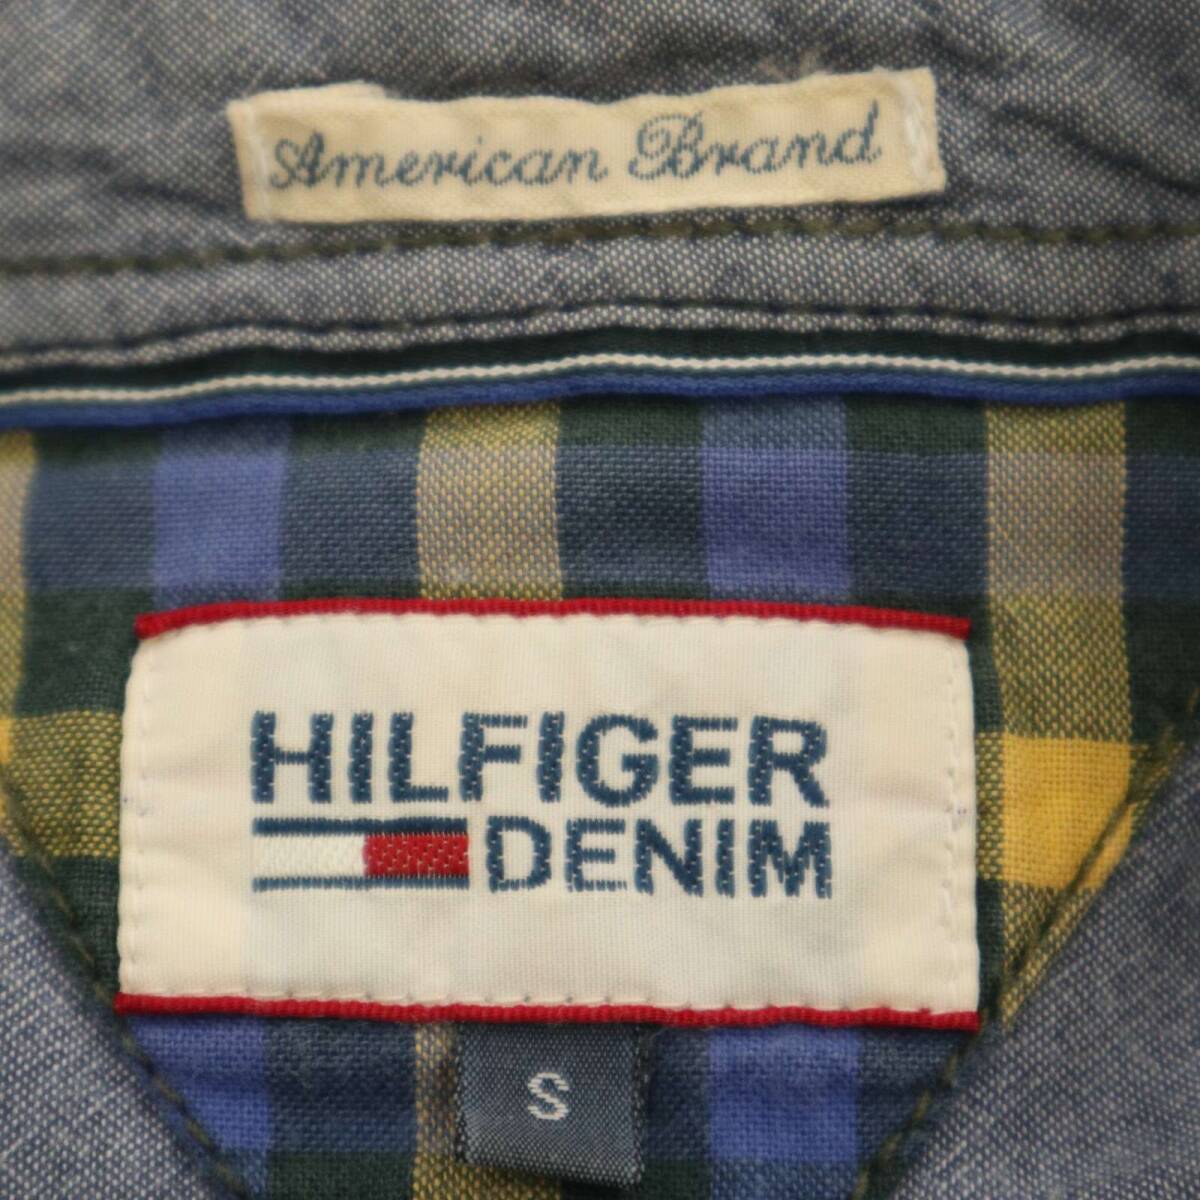 American Brand
HILFIGER
DENIM
S